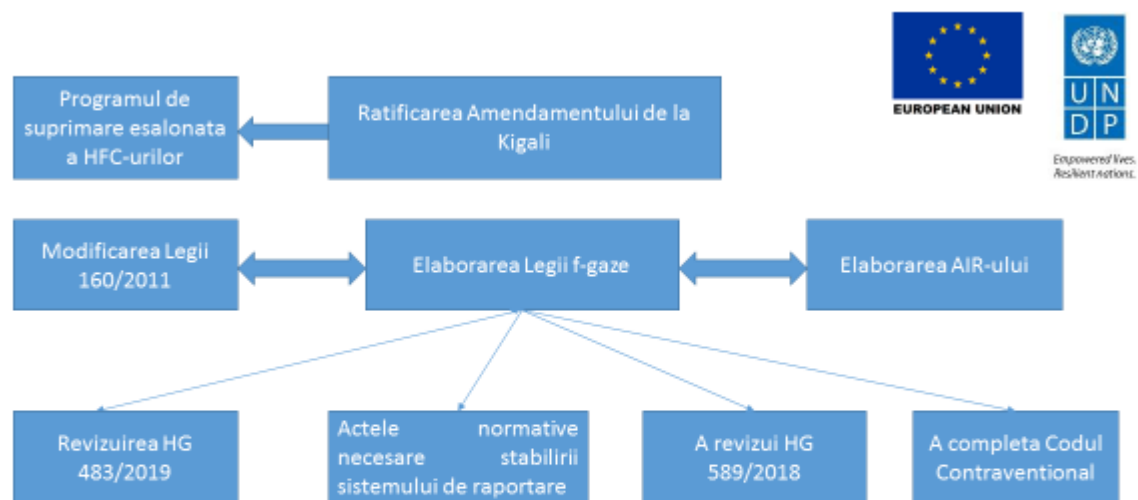 EUROPEAN UNION
U N
D P
Empowered lives.
Resilient nations.
Programul de
suprimare esalonata
a HFC-urilor
Ratificarea Amendamentului de la
Kigali
Modificarea Legii
160/2011
Elaborarea Legii f-gaze
Elaborarea AIR-ului
Revizuirea HG
483/2019
Actele normative
necesare stabilirii
sistemului de raportare
A revizui HG
589/2018
A completa Codul
Contraventional